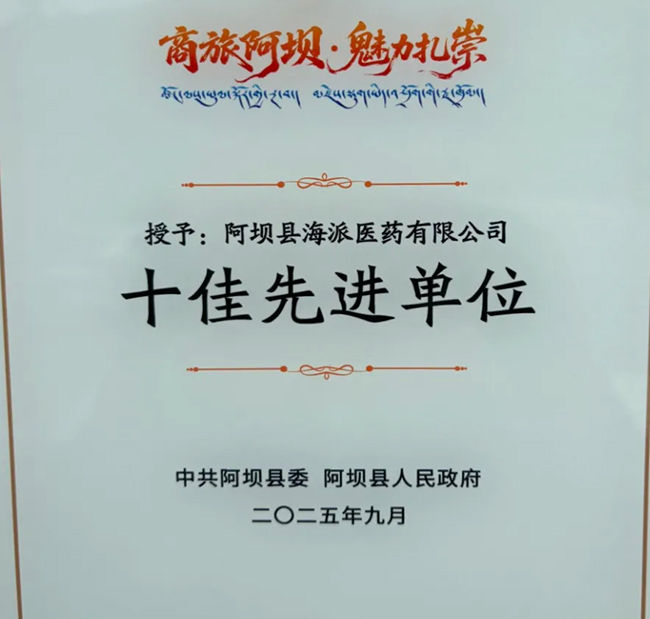 商旅阿坝·魅力扎崇
授予：阿坝县海派医药有限公司
十佳先进单位
中共阿坝县委 阿坝县人民政府
二〇二五年九月